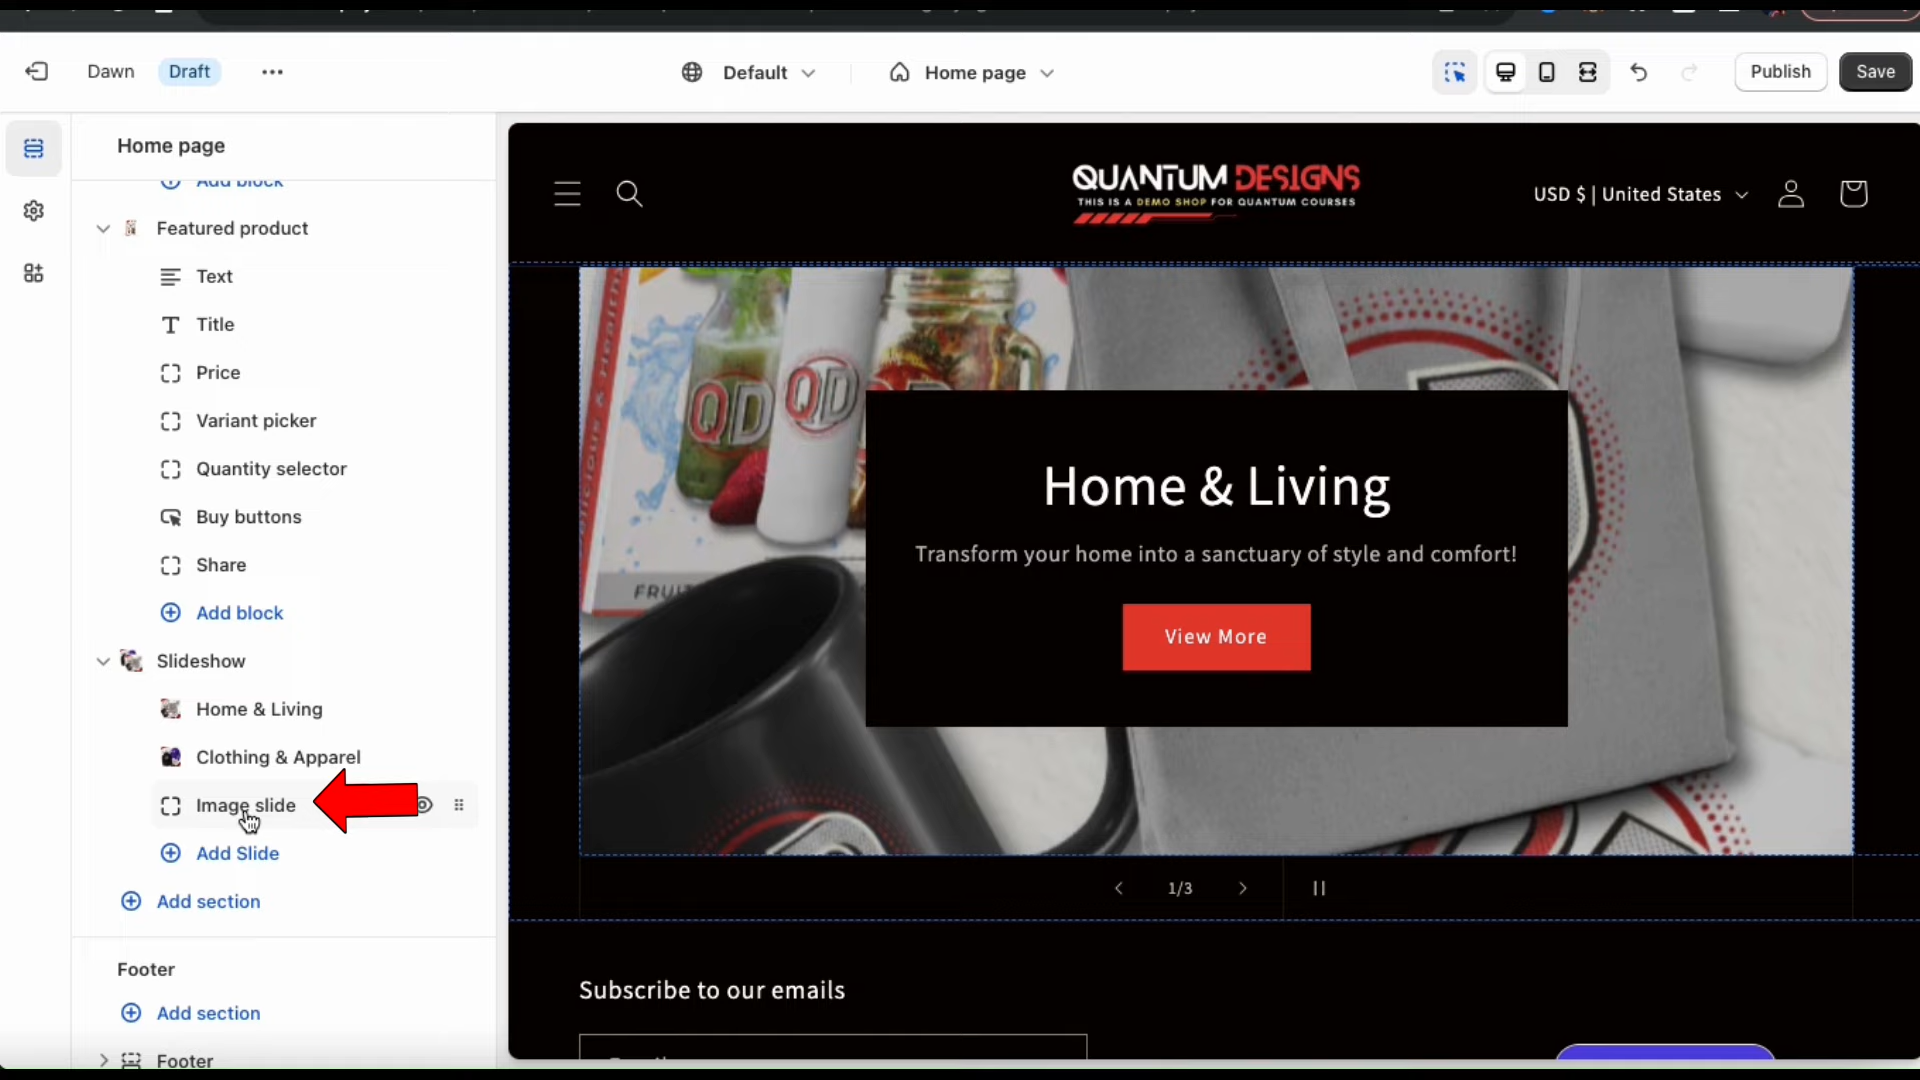 Dawn
Draft
Default
Home page
Publish
Save
Home page
Add block
Featured product
Text
Title
Price
Variant picker
Quantity selector
Buy buttons
Share
Add block
Slideshow
Home & Living
Clothing & Apparel
Image slide
Add Slide
Add section
Footer
Add section
Footer
QUANTUM DESIGNS
THIS IS A DEMO SHOP FOR QUANTUM COURSES
USD $ | United States
QD
QD
Home & Living
Transform your home into a sanctuary of style and comfort!
View More
1/3
Subscribe to our emails